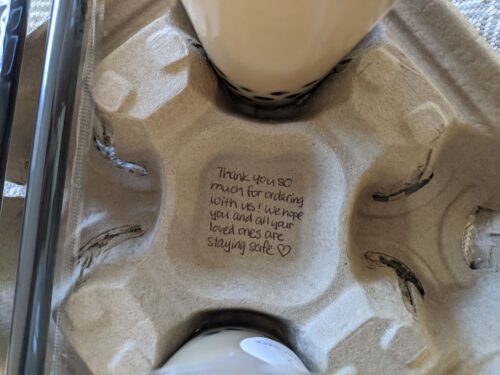 Thank you so
much for ordering
with us! We hope
you and all your
loved ones are
staying safe ♡